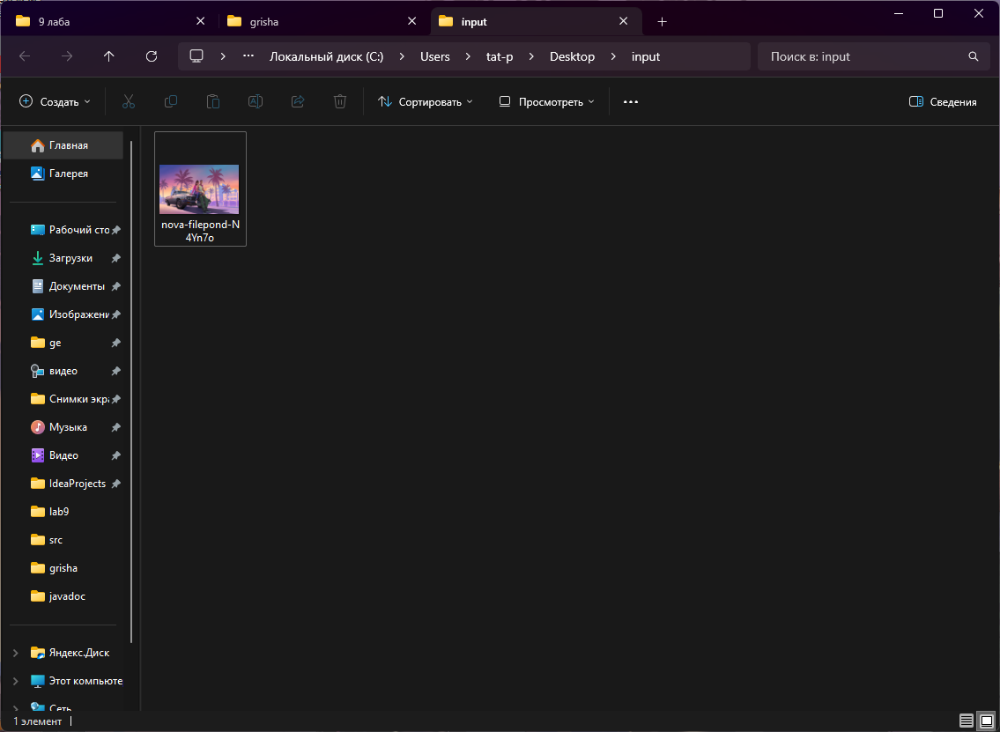 9 лаба
grisha
input
Локальный диск (C:)
Users
tat-p
Desktop
input
Поиск в: input
Создать
Сортировать
Просмотреть
Сведения
Главная
Галерея
Рабочий сто
Загрузки
Документы
Изображени
ge
видео
Снимки экра
Музыка
Видео
IdeaProjects
lab9
src
grisha
javadoc
Яндекс.Диск
Этот компьюте
Сеть
nova-filepond-N
4Yn7o
1 элемент